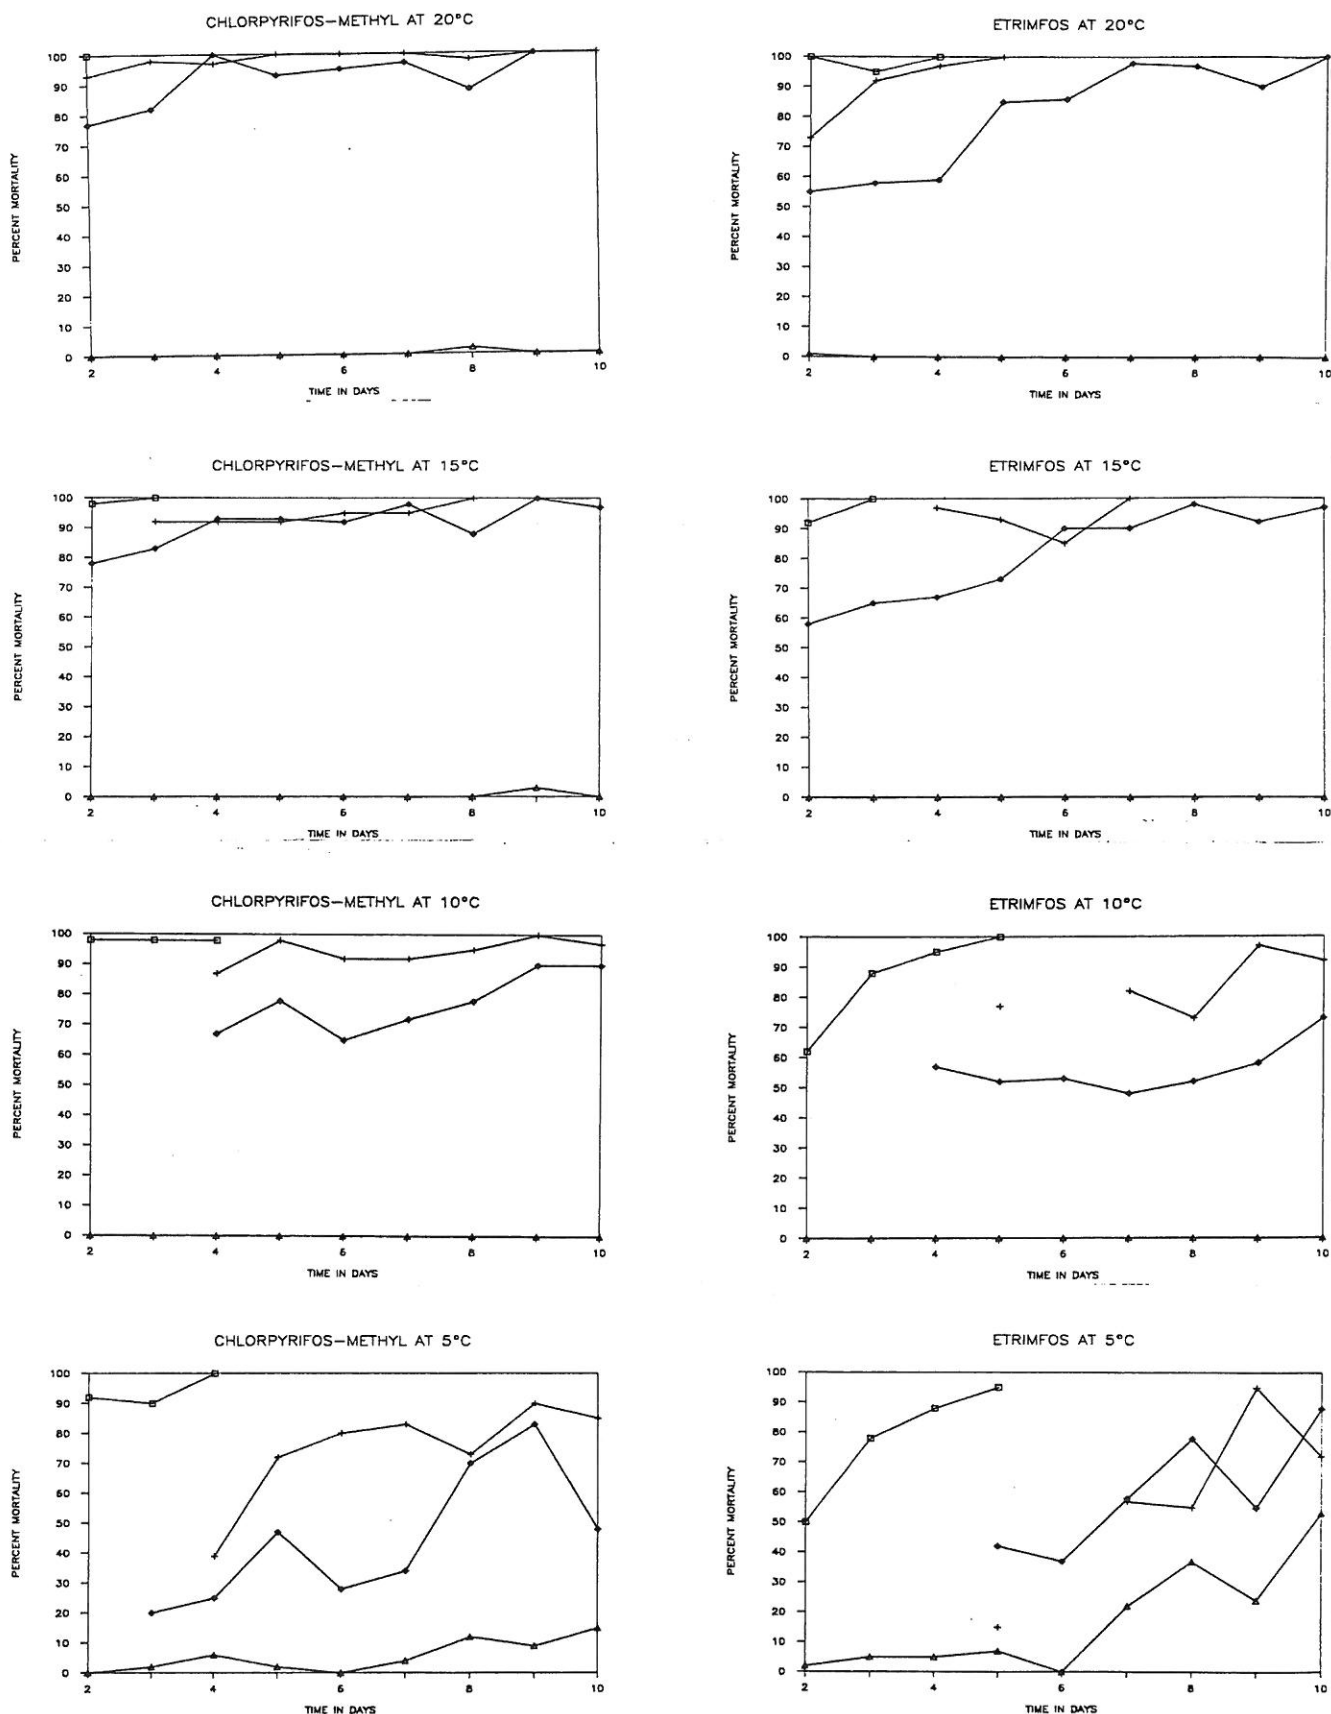 CHLORPYRIFOS–METHYL AT 20°C
PERCENT MORTALITY
100
90
80
70
60
50
40
30
20
10
0
2 4 6 8 10
TIME IN DAYS
ETRIMFOS AT 20°C
PERCENT MORTALITY
100
90
80
70
60
50
40
30
20
10
0
2 4 6 8 10
TIME IN DAYS
CHLORPYRIFOS–METHYL AT 15°C
PERCENT MORTALITY
100
90
80
70
60
50
40
30
20
10
0
2 4 6 8 10
TIME IN DAYS
ETRIMFOS AT 15°C
PERCENT MORTALITY
100
90
80
70
60
50
40
30
20
10
0
2 4 6 8 10
TIME IN DAYS
CHLORPYRIFOS–METHYL AT 10°C
PERCENT MORTALITY
100
90
80
70
60
50
40
30
20
10
0
2 4 6 8 10
TIME IN DAYS
ETRIMFOS AT 10°C
PERCENT MORTALITY
100
90
80
70
60
50
40
30
20
10
0
2 4 6 8 10
TIME IN DAYS
CHLORPYRIFOS–METHYL AT 5°C
PERCENT MORTALITY
100
90
80
70
60
50
40
30
20
10
0
2 4 6 8 10
TIME IN DAYS
ETRIMFOS AT 5°C
PERCENT MORTALITY
100
90
80
70
60
50
40
30
20
10
0
2 4 6 8 10
TIME IN DAYS